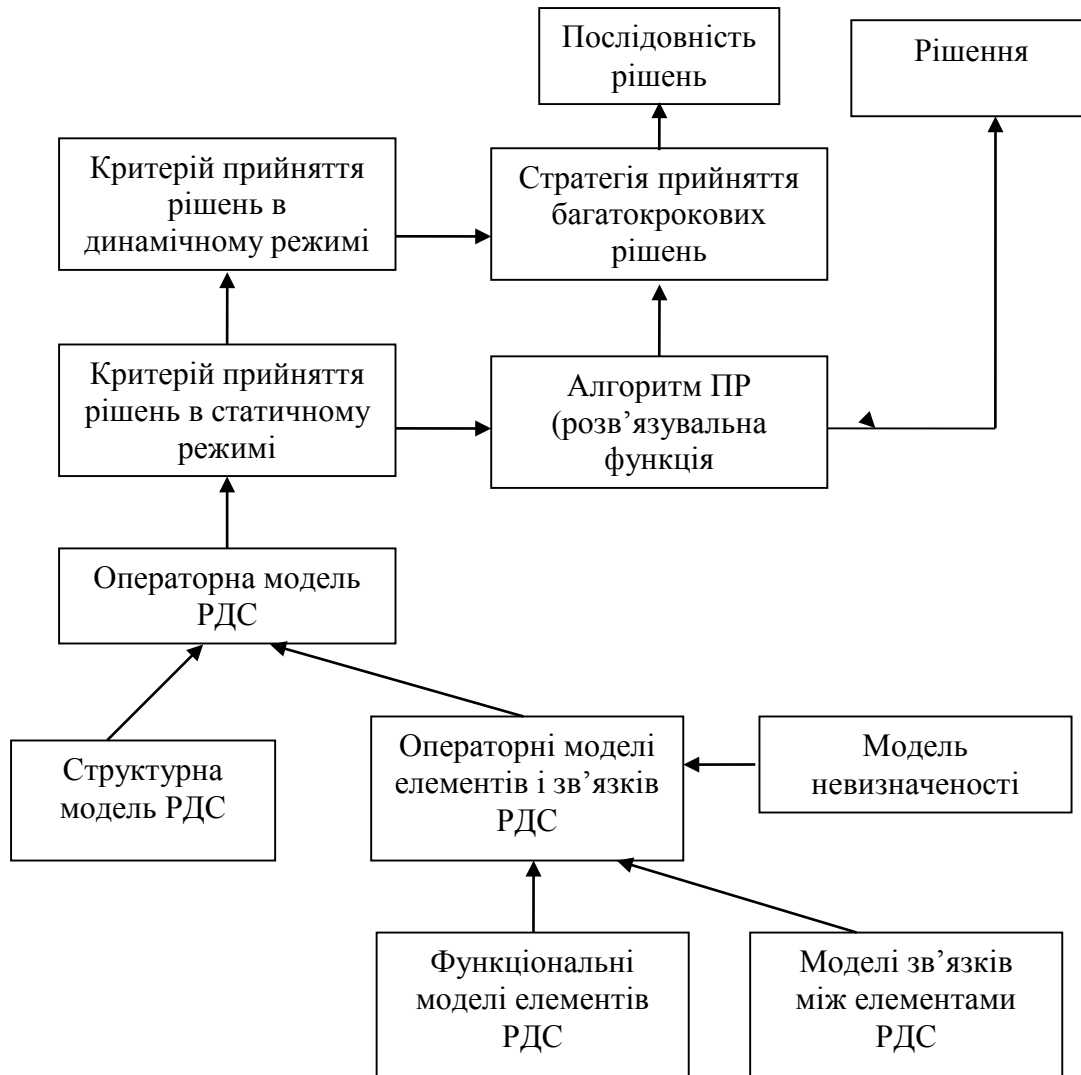 Послідовність
рішень
Рішення
Критерій прийняття
рішень в
динамічному режимі
Стратегія прийняття
багатокрокових
рішень
Критерій прийняття
рішень в статичному
режимі
Алгоритм ПР
(розв’язувальна
функція
Операторна модель
РДС
Структурна
модель РДС
Операторні моделі
елементів і зв’язків
РДС
Модель
невизначеності
Функціональні
моделі елементів
РДС
Моделі зв’язків
між елементами
РДС